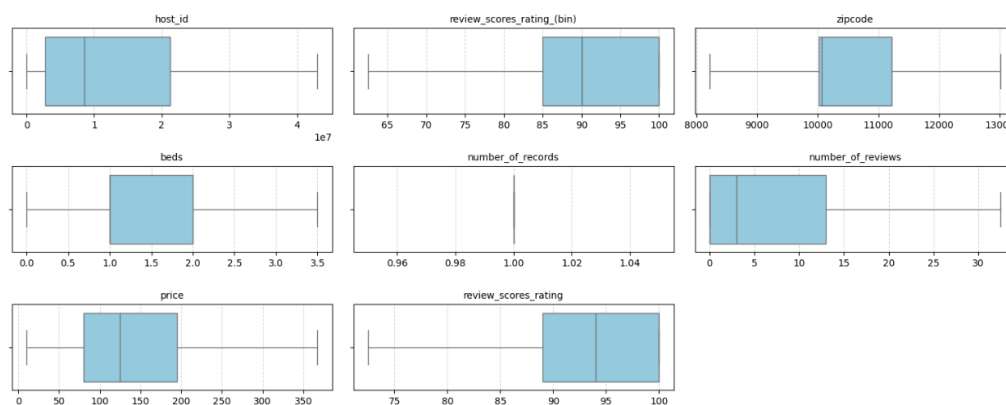 host_id
0 1 2 3 4
1e7
review_scores_rating_(bin)
65 70 75 80 85 90 95 100
zipcode
8000 9000 10000 11000 12000 1300
beds
0.0 0.5 1.0 1.5 2.0 2.5 3.0 3.5
number_of_records
0.96 0.98 1.00 1.02 1.04
number_of_reviews
0 5 10 15 20 25 30
price
0 50 100 150 200 250 300 350
review_scores_rating
75 80 85 90 95 100